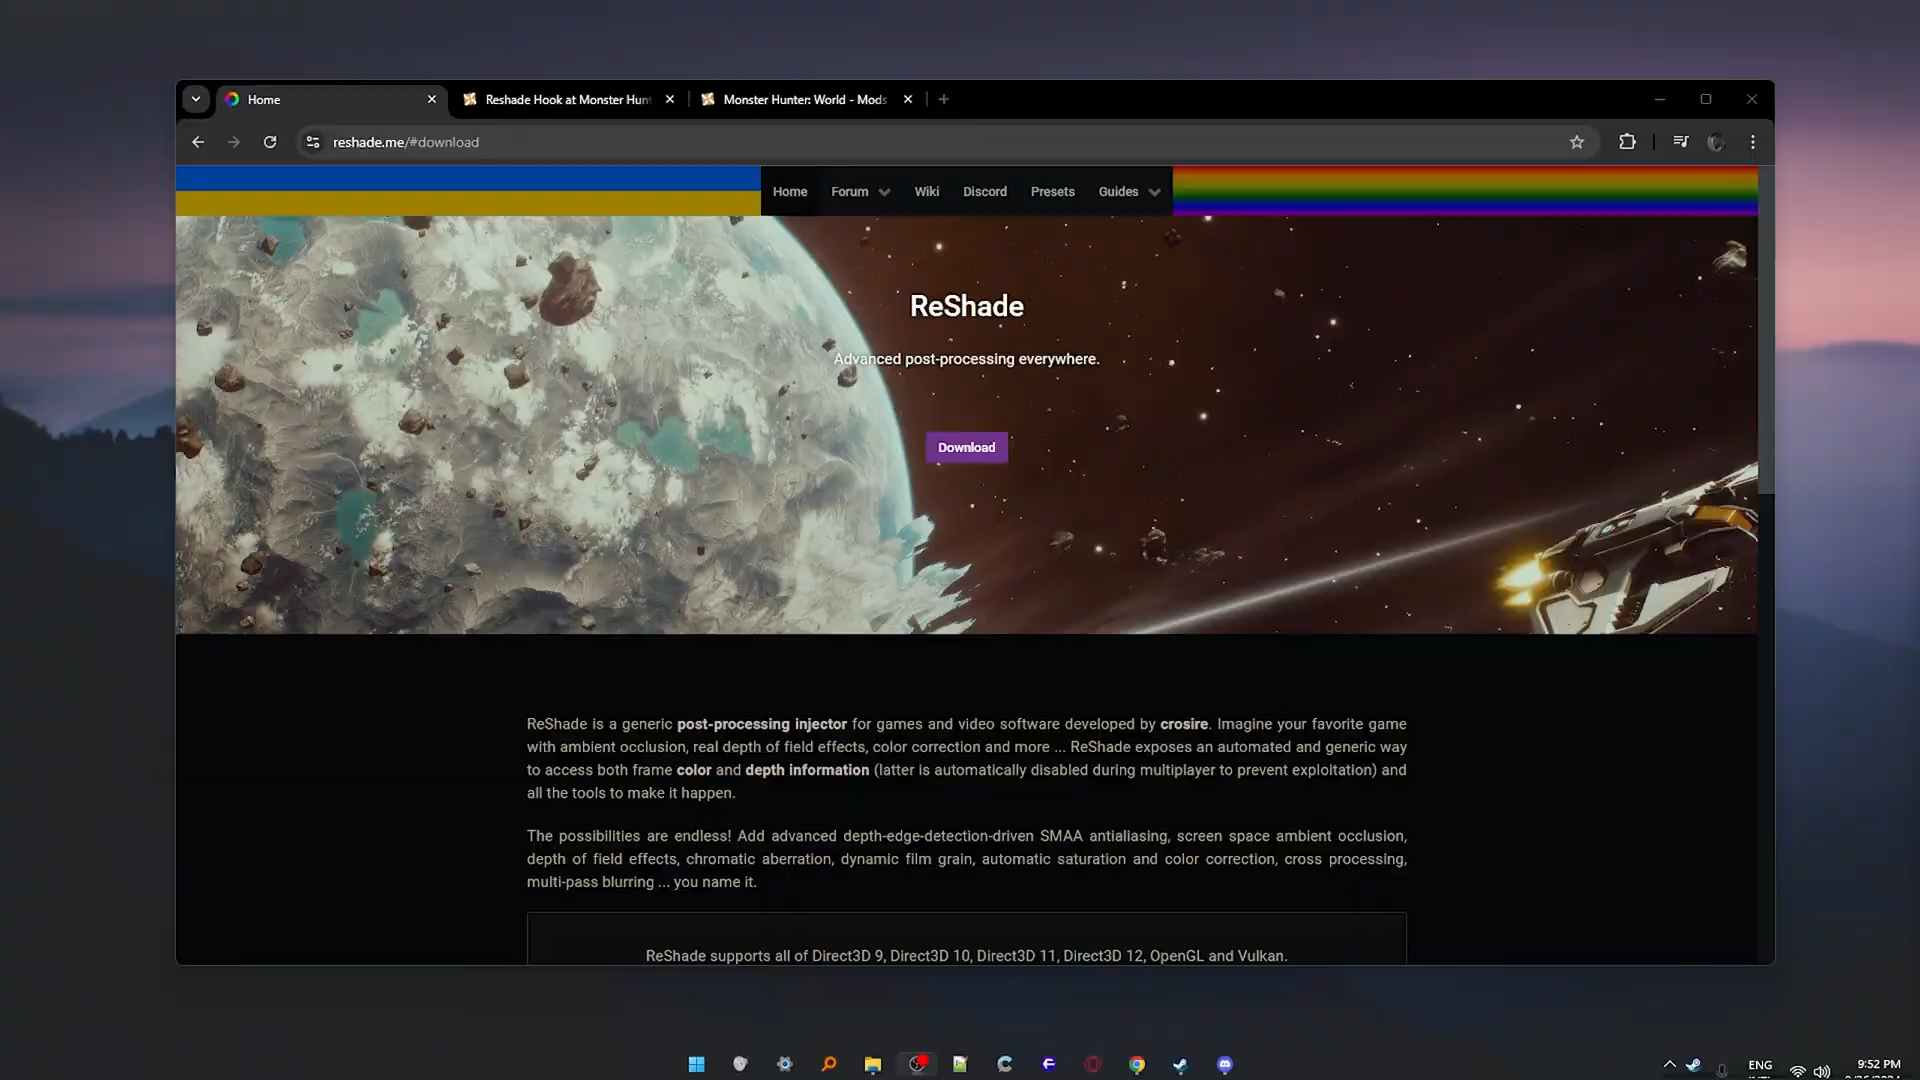 Home
Reshade Hook at Monster Hun
Monster Hunter: World - Mods
reshade.me/#download
Home Forum Wiki Discord Presets Guides
ReShade
Advanced post-processing everywhere.
Download
ReShade is a generic post-processing injector for games and video software developed by crosire. Imagine your favorite game
with ambient occlusion, real depth of field effects, color correction and more ... ReShade exposes an automated and generic way
to access both frame color and depth information (latter is automatically disabled during multiplayer to prevent exploitation) and
all the tools to make it happen.
The possibilities are endless! Add advanced depth-edge-detection-driven SMAA antialiasing, screen space ambient occlusion,
depth of field effects, chromatic aberration, dynamic film grain, automatic saturation and color correction, cross processing,
multi-pass blurring ... you name it.
ReShade supports all of Direct3D 9, Direct3D 10, Direct3D 11, Direct3D 12, OpenGL and Vulkan.
ENG
9:52 PM